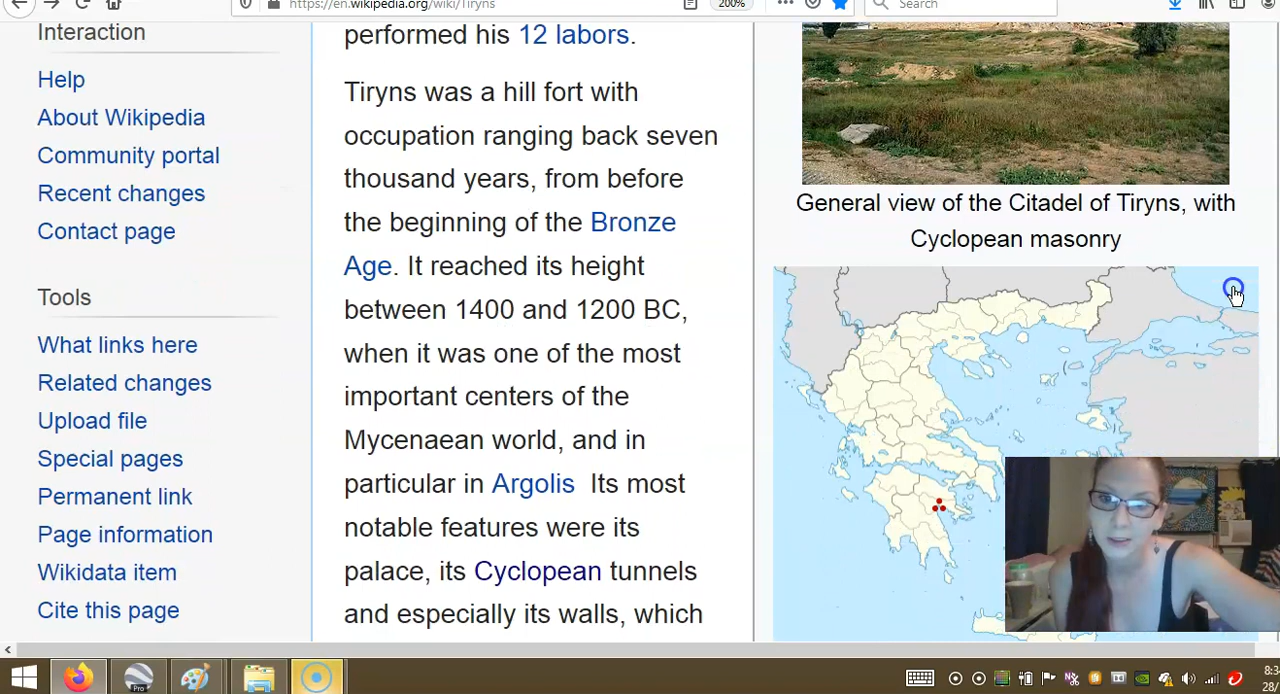 https://en.wikipedia.org/wiki/Tiryns
200%
Search
Interaction
Help
About Wikipedia
Community portal
Recent changes
Contact page
Tools
What links here
Related changes
Upload file
Special pages
Permanent link
Page information
Wikidata item
Cite this page
performed his 12 labors.
Tiryns was a hill fort with
occupation ranging back seven
thousand years, from before
the beginning of the Bronze
Age. It reached its height
between 1400 and 1200 BC,
when it was one of the most
important centers of the
Mycenaean world, and in
particular in Argolis Its most
notable features were its
palace, its Cyclopean tunnels
and especially its walls, which
General view of the Citadel of Tiryns, with
Cyclopean masonry
Pro